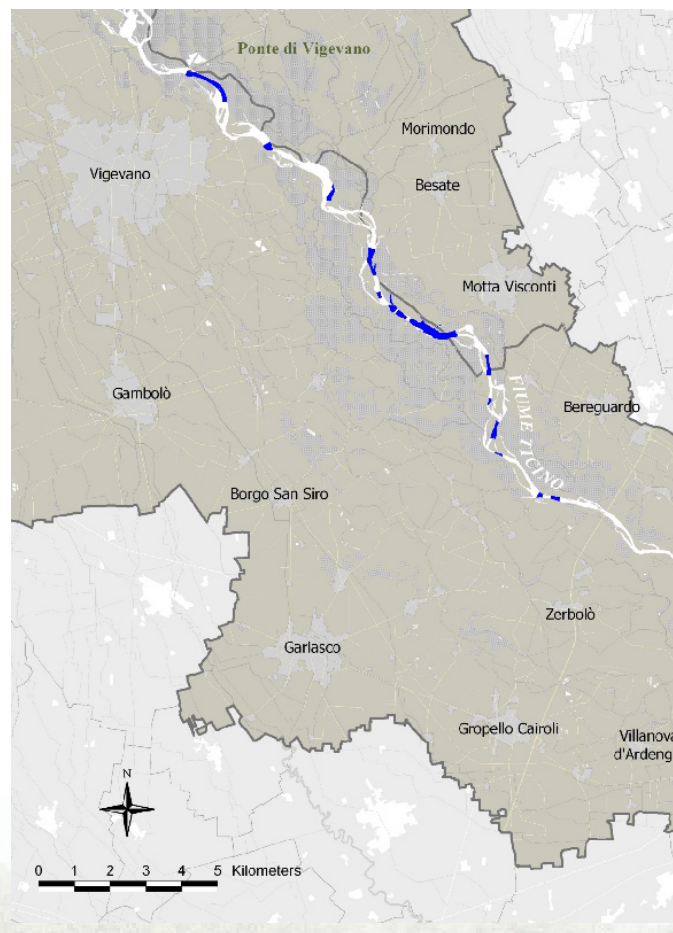 Ponte di Vigevano
Morimondo
Vigevano
Besate
Motta Visconti
Gambolò
Bereguardo
FIUME TICINO
Borgo San Siro
Zerbolò
Garlasco
Gropello Cairoli
Villanova
d'Ardeng
N
0 1 2 3 4 5 Kilometers